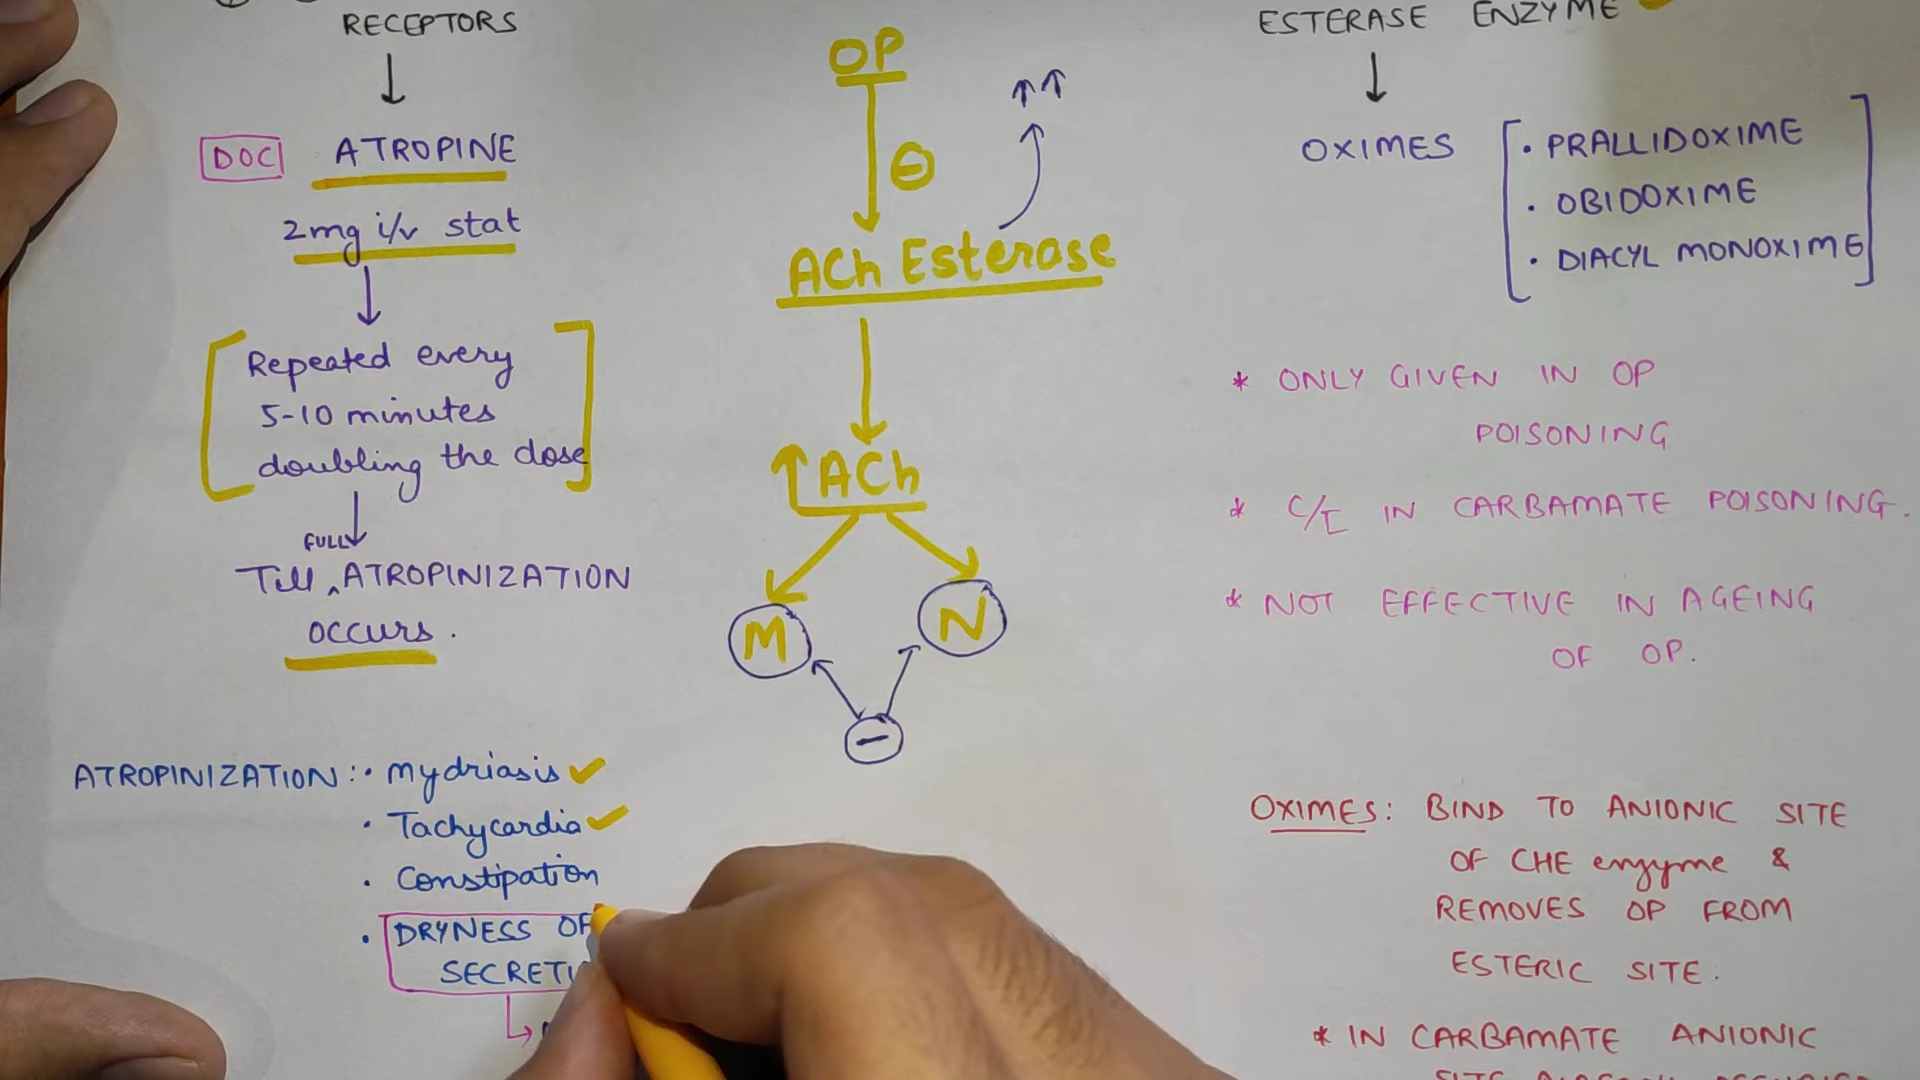 RECEPTORS
DOC ATROPINE
2mg i/v stat
Repeated every
5-10 minutes
doubling the dose
FULL
Till ^ ATROPINIZATION
OCCURS.
ATROPINIZATION: • Mydriasis ✓
• Tachycardia ✓
• Constipation
• DRYNESS OF
OP
⊖
↑↑
ACh Esterase
↑ACh
M N
−
ESTERASE ENZYME
OXIMES
• PRALLIDOXIME
• OBIDOXIME
• DIACYL MONOXIME
* ONLY GIVEN IN OP
POISONING
* C/I IN CARBAMATE POISONING.
* NOT EFFECTIVE IN AGEING
OF OP.
OXIMES: BIND TO ANIONIC SITE
OF CHE enzyme &
REMOVES OP FROM
ESTERIC SITE.
* IN CARBAMATE ANIONIC